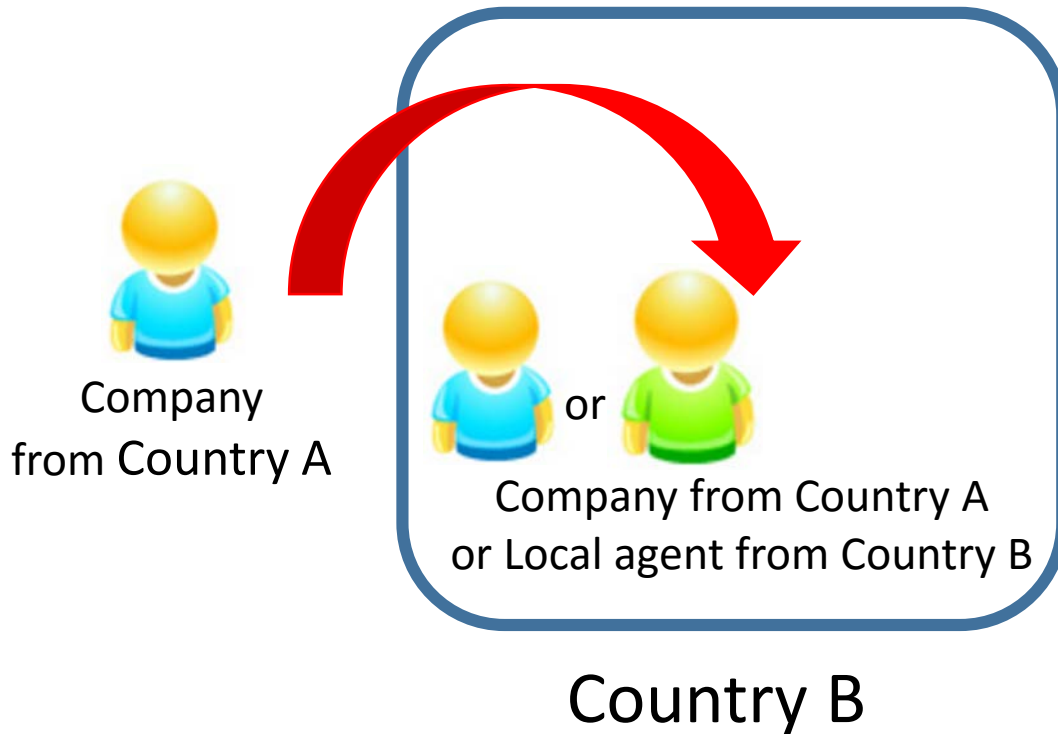 Company
from Country A
or
Company from Country A
or Local agent from Country B
Country B